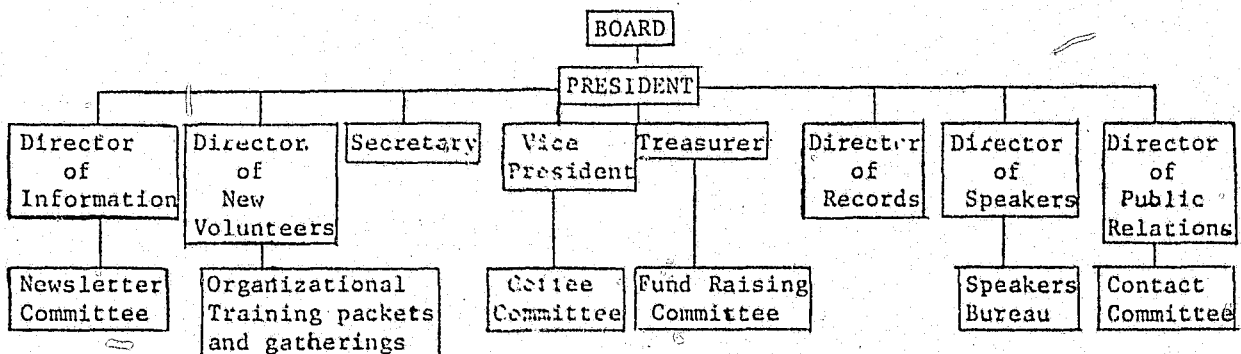 BOARD
PRESIDENT
Director
of
Information
Director
of
New
Volunteers
Secretary
Vice
President
Treasurer
Director
of
Records
Director
of
Speakers
Director
of
Public
Relations
Newsletter
Committee
Organizational
Training packets
and gatherings
Coffee
Committee
Fund Raising
Committee
Speakers
Bureau
Contact
Committee